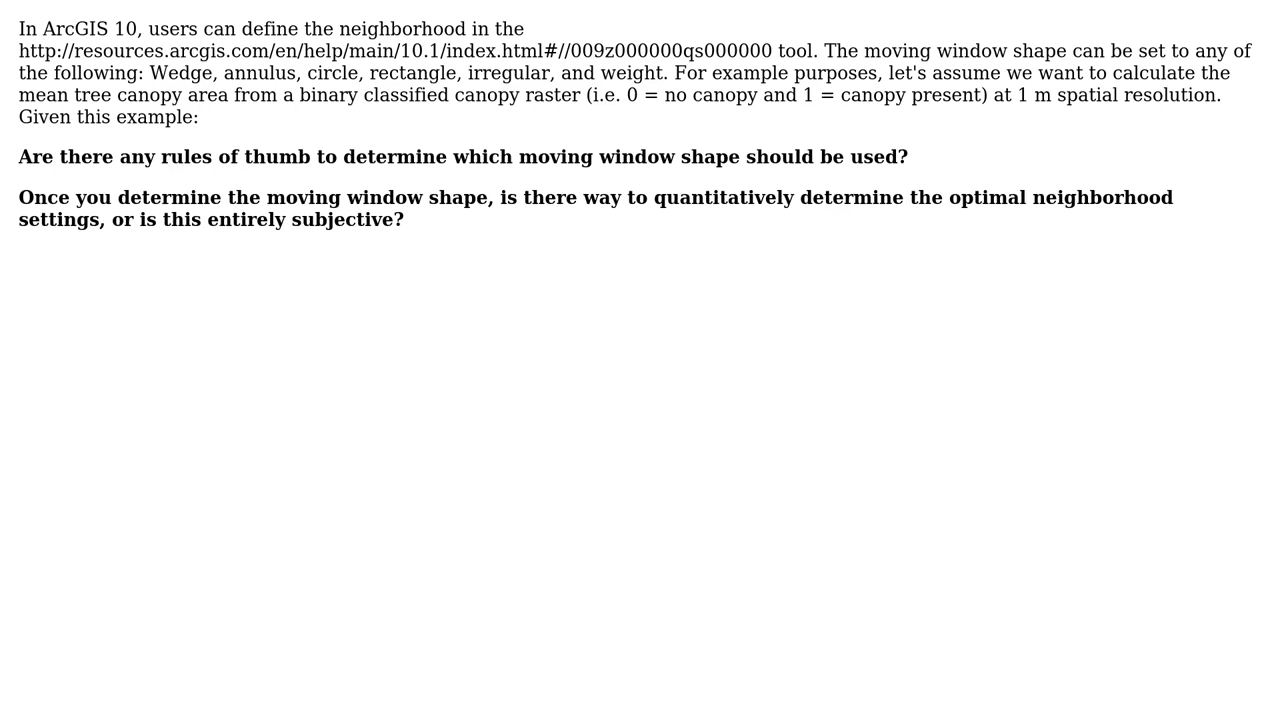 In ArcGIS 10, users can define the neighborhood in the
http://resources.arcgis.com/en/help/main/10.1/index.html#//009z000000qs000000 tool. The moving window shape can be set to any of
the following: Wedge, annulus, circle, rectangle, irregular, and weight. For example purposes, let's assume we want to calculate the
mean tree canopy area from a binary classified canopy raster (i.e. 0 = no canopy and 1 = canopy present) at 1 m spatial resolution.
Given this example:
Are there any rules of thumb to determine which moving window shape should be used?
Once you determine the moving window shape, is there way to quantitatively determine the optimal neighborhood
settings, or is this entirely subjective?